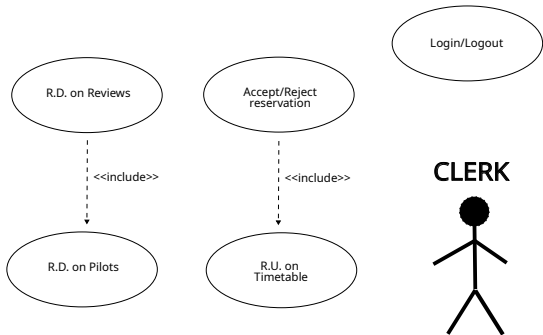 Login/Logout
R.D. on Reviews
Accept/Reject
reservation
<<include>>
<<include>>
CLERK
R.D. on Pilots
R.U. on
Timetable